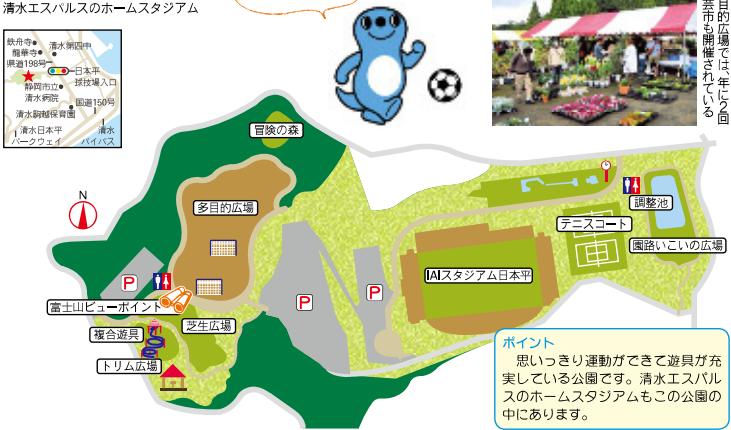 清水エスパルスのホームスタジアム
目的広場では、年に2回
芸市も開催されている
鉄舟寺
清水第四中
龍華寺
県道198号
日本平
球技場入口
静岡市立
清水病院
国道150号
清水駒越保育園
清水日本平
パークウェイ
清水
バイパス
冒険の森
N
多目的広場
調整池
テニスコート
園路いこいの広場
IAIスタジアム日本平
P
P
P
富士山ビューポイント
芝生広場
複合遊具
トリム広場
ポイント
思いっきり運動ができて遊具が充
実している公園です。清水エスパル
スのホームスタジアムもこの公園の
中にあります。